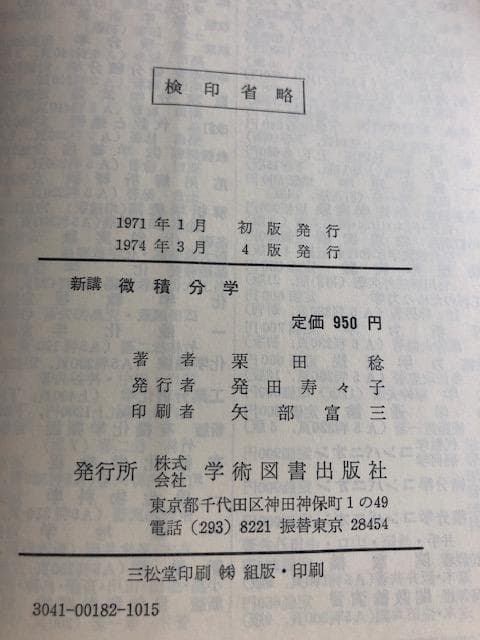 検印省略
1971年1月 初版発行
1974年3月 4版発行
新講 微積分学
定価 950 円
著者 栗田稔
発行者 発田寿々子
印刷者 矢部富三
発行所 株式会社 学術図書出版社
東京都千代田区神田神保町1の49
電話 (293) 8221 振替東京 28454
三松堂印刷㈱組版・印刷
3041-00182-1015